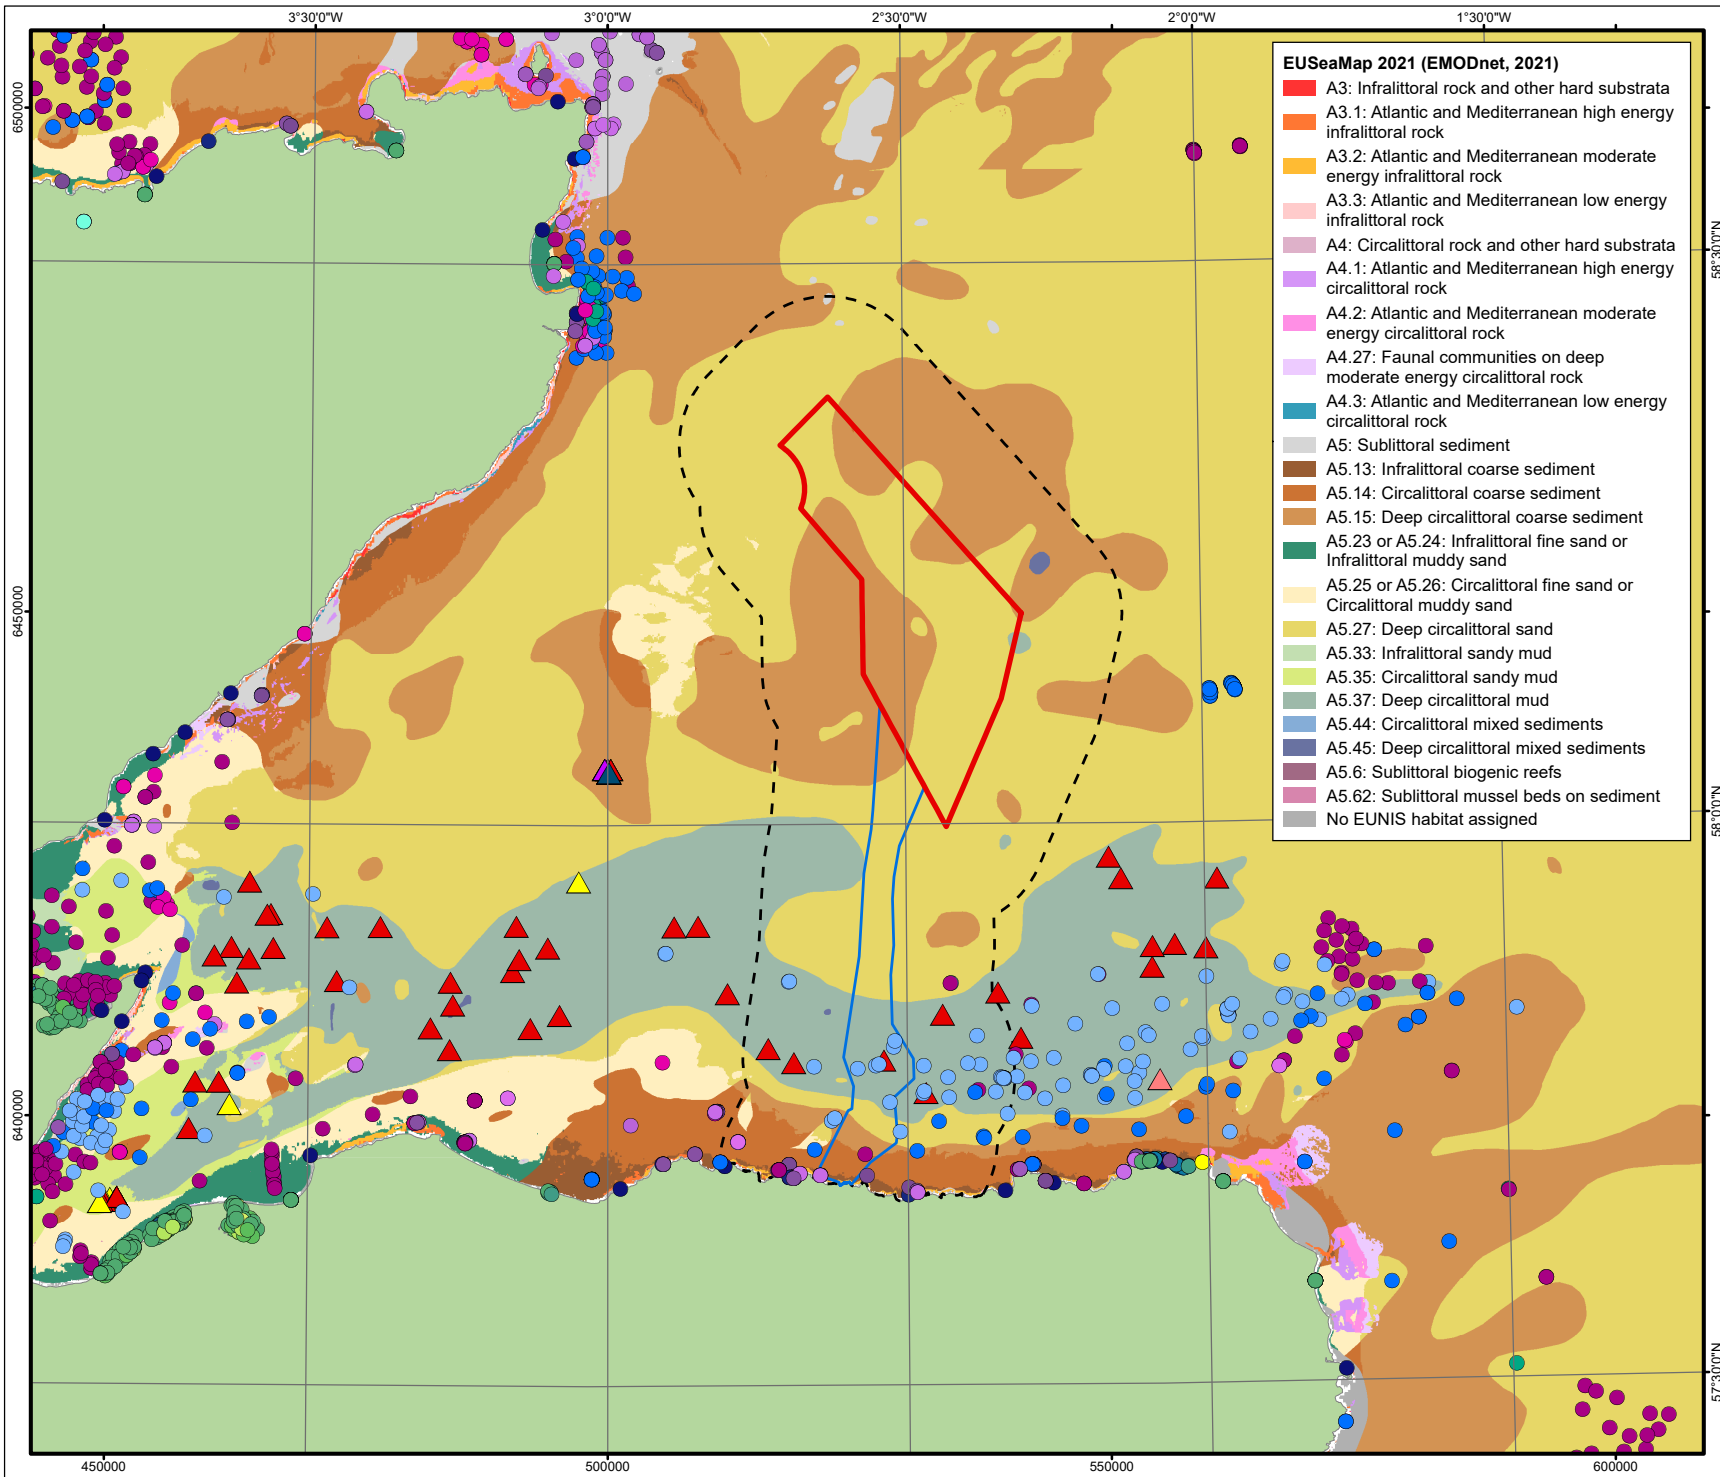 3°30'0"W 3°0'0"W 2°30'0"W 2°0'0"W 1°30'0"W
6500000
6450000
6400000
58°30'0"N
58°0'0"N
57°30'0"N
EUSeaMap 2021 (EMODnet, 2021)
A3: Infralittoral rock and other hard substrata
A3.1: Atlantic and Mediterranean high energy
infralittoral rock
A3.2: Atlantic and Mediterranean moderate
energy infralittoral rock
A3.3: Atlantic and Mediterranean low energy
infralittoral rock
A4: Circalittoral rock and other hard substrata
A4.1: Atlantic and Mediterranean high energy
circalittoral rock
A4.2: Atlantic and Mediterranean moderate
energy circalittoral rock
A4.27: Faunal communities on deep
moderate energy circalittoral rock
A4.3: Atlantic and Mediterranean low energy
circalittoral rock
A5: Sublittoral sediment
A5.13: Infralittoral coarse sediment
A5.14: Circalittoral coarse sediment
A5.15: Deep circalittoral coarse sediment
A5.23 or A5.24: Infralittoral fine sand or
Infralittoral muddy sand
A5.25 or A5.26: Circalittoral fine sand or
Circalittoral muddy sand
A5.27: Deep circalittoral sand
A5.33: Infralittoral sandy mud
A5.35: Circalittoral sandy mud
A5.37: Deep circalittoral mud
A5.44: Circalittoral mixed sediments
A5.45: Deep circalittoral mixed sediments
A5.6: Sublittoral biogenic reefs
A5.62: Sublittoral mussel beds on sediment
No EUNIS habitat assigned
450000 500000 550000 600000